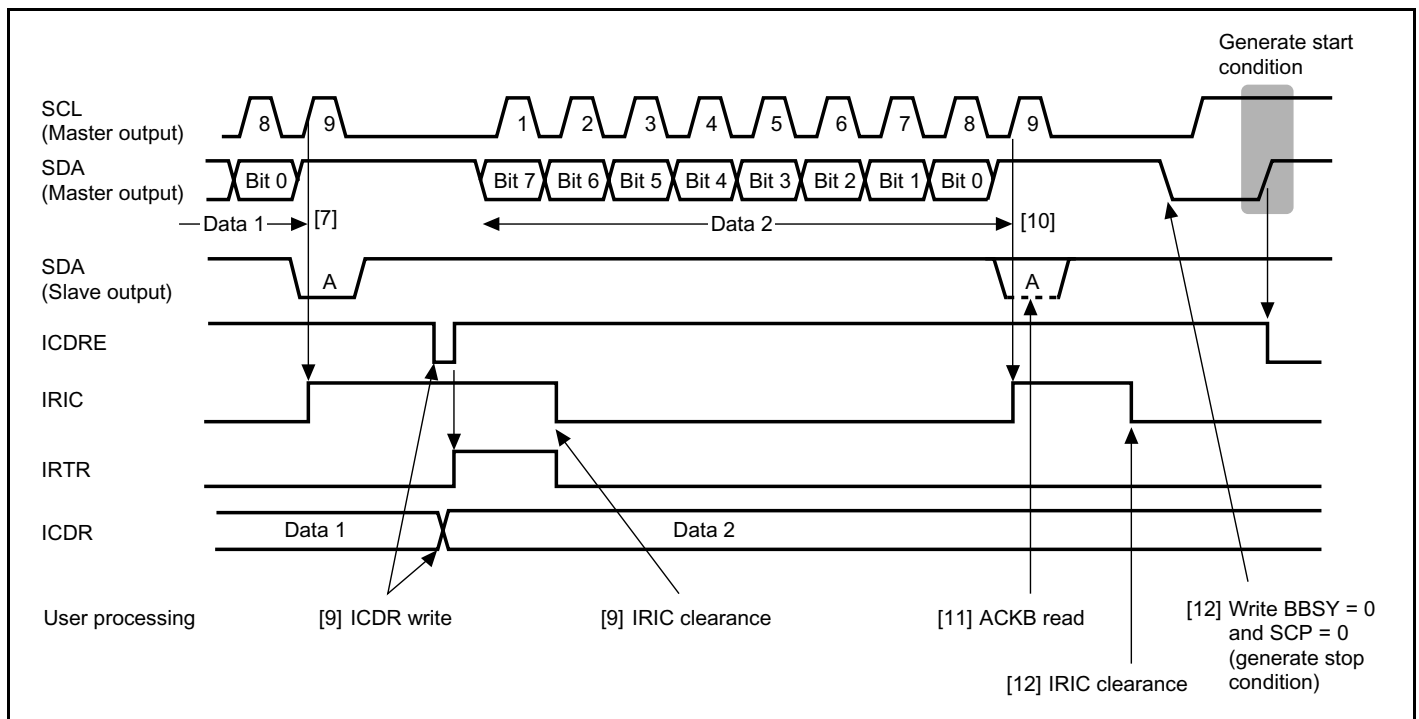 Generate start
condition
SCL
(Master output)
8 9 1 2 3 4 5 6 7 8 9
SDA
(Master output)
Bit 0 Bit 7 Bit 6 Bit 5 Bit 4 Bit 3 Bit 2 Bit 1 Bit 0
Data 1 [7] Data 2 [10]
SDA
(Slave output)
A A
ICDRE
IRIC
IRTR
ICDR Data 1 Data 2
User processing [9] ICDR write [9] IRIC clearance [11] ACKB read [12] Write BBSY = 0
and SCP = 0
(generate stop
condition)
[12] IRIC clearance